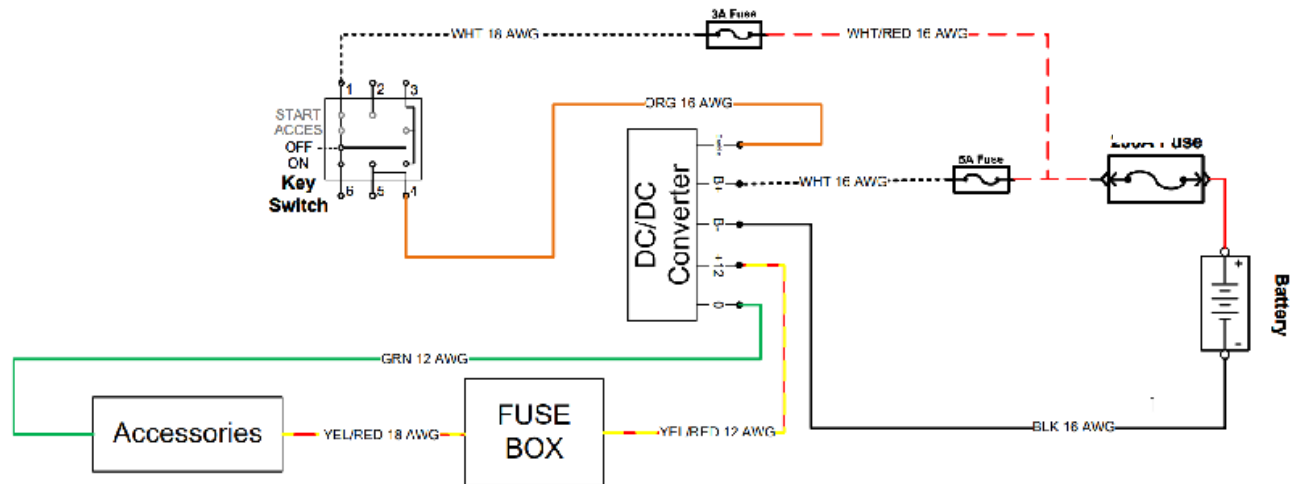 3A Fuse
WHT 18 AWG
WHT/RED 16 AWG
1 2 3
START
ACCES
OFF
ON
6 5 4
Key
Switch
ORG 16 AWG
DC/DC
Converter
B-
+12
WHT 16 AWG
Fuse
Fuse
+
-
Battery
GRN 12 AWG
Accessories
YEL/RED 18 AWG
FUSE
BOX
YEL/RED 12 AWG
BLK 16 AWG